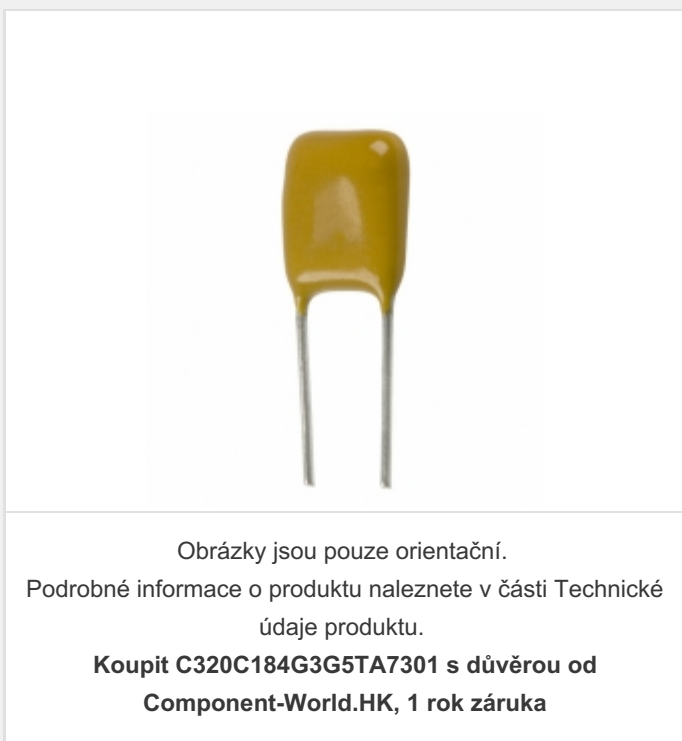 Obrázky jsou pouze orientační.
Podrobné informace o produktu naleznete v části Technické
údaje produktu.
Koupit C320C184G3G5TA7301 s důvěrou od
Component-World.HK, 1 rok záruka